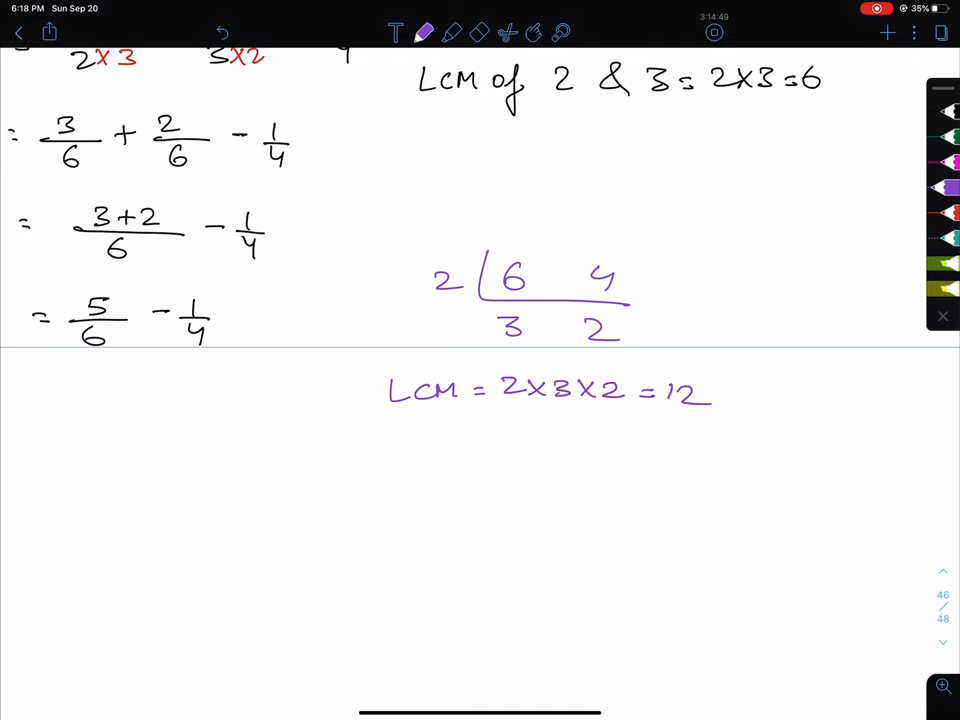 6:18 PM Sun Sep 20
35%
3:14:49
2×3 3×2 4
LCM of 2 & 3 = 2×3 = 6
= 3/6 + 2/6 - 1/4
= 3+2/6 - 1/4
2 6 4
3 2
= 5/6 - 1/4
LCM = 2×3×2 = 12
46
/
48